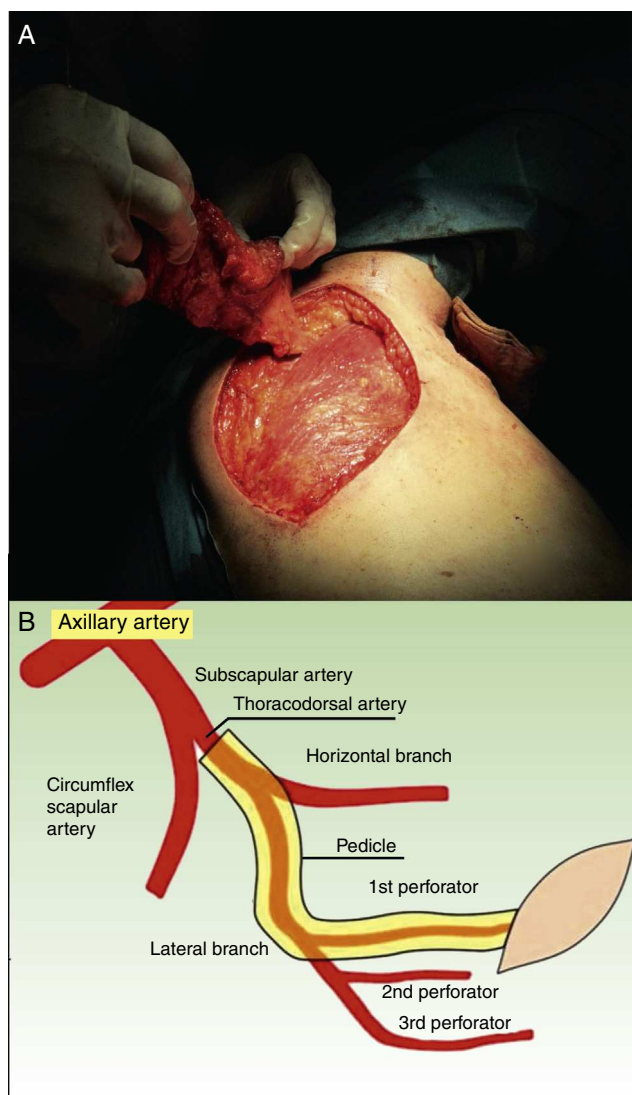 A
B
Axillary artery
Subscapular artery
Thoracodorsal artery
Horizontal branch
Circumflex
scapular
artery
Pedicle
1st perforator
Lateral branch
2nd perforator
3rd perforator